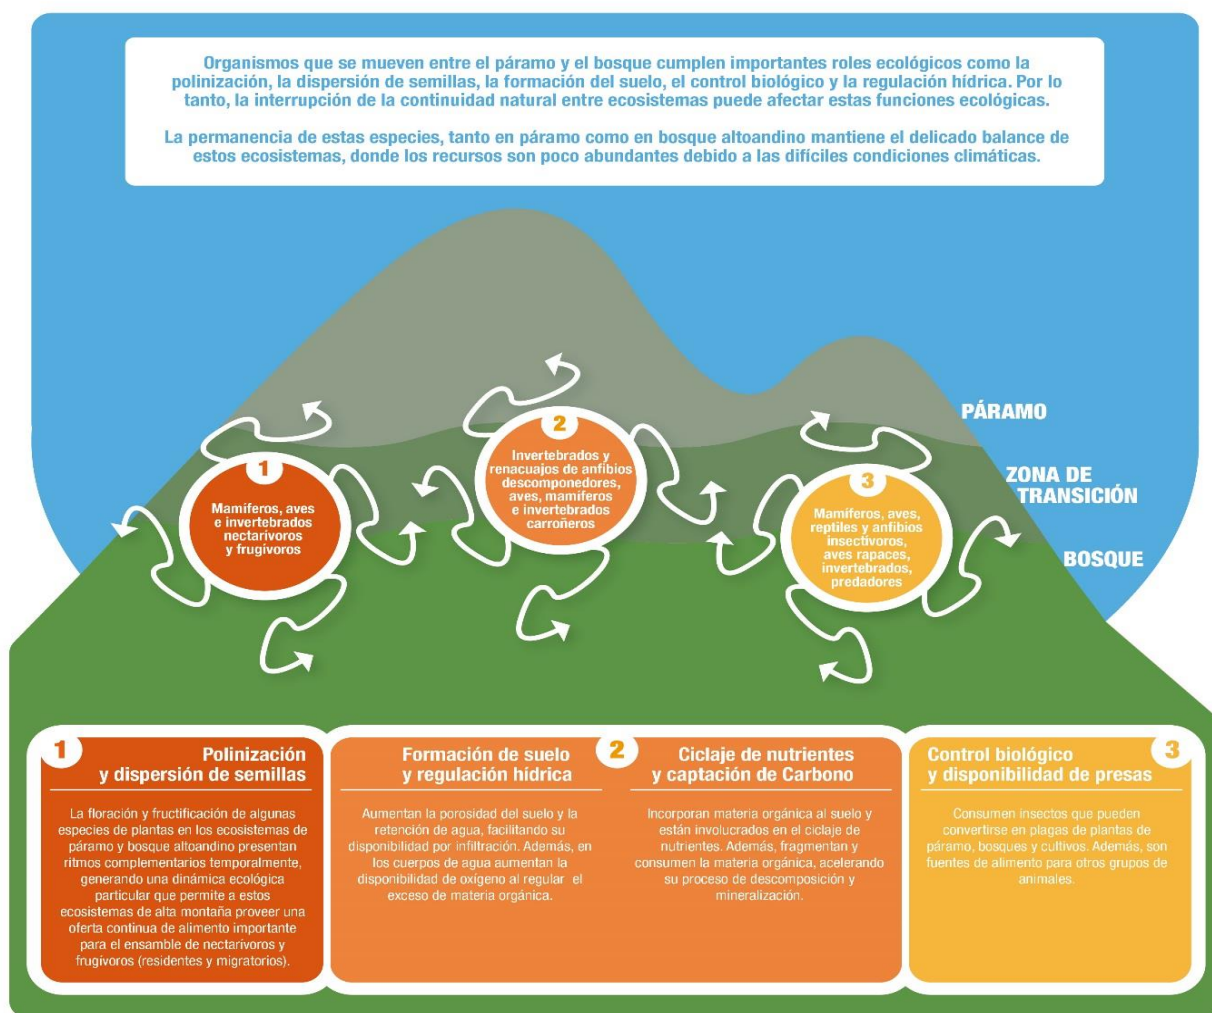 Organismos que se mueven entre el páramo y el bosque cumplen importantes roles ecológicos como la
polinización, la dispersión de semillas, la formación del suelo, el control biológico y la regulación hídrica. Por lo
tanto, la interrupción de la continuidad natural entre ecosistemas puede afectar estas funciones ecológicas.
La permanencia de estas especies, tanto en páramo como en bosque altoandino mantiene el delicado balance de
estos ecosistemas, donde los recursos son poco abundantes debido a las difíciles condiciones climáticas.
PÁRAMO
ZONA DE
TRANSICIÓN
BOSQUE
1
Mamíferos, aves
e invertebrados
nectarívoros
y frugívoros
2
Invertebrados y
renacuajos de anfibios
descomponedores,
aves, mamíferos
e invertebrados
carroñeros
3
Mamíferos, aves,
reptiles y anfibios
insectívoros,
aves rapaces,
invertebrados,
predadores
1
Polinización
y dispersión de semillas
La floración y fructificación de algunas
especies de plantas en los ecosistemas de
páramo y bosque altoandino presentan
ritmos complementarios temporalmente,
generando una dinámica ecológica
particular que permite a estos
ecosistemas de alta montaña proveer una
oferta continua de alimento importante
para el ensamble de nectarívoros y
frugívoros (residentes y migratorios).
Formación de suelo
y regulación hídrica
Aumentan la porosidad del suelo y la
retención de agua, facilitando su
disponibilidad por infiltración. Además, en
los cuerpos de agua aumentan la
disponibilidad de oxígeno al regular el
exceso de materia orgánica.
2
Ciclaje de nutrientes
y captación de Carbono
Incorporan materia orgánica al suelo y
están involucrados en el ciclaje de
nutrientes. Además, fragmentan y
consumen la materia orgánica, acelerando
su proceso de descomposición y
mineralización.
Control biológico
y disponibilidad de presas
3
Consumen insectos que pueden
convertirse en plagas de plantas de
páramo, bosques y cultivos. Además, son
fuentes de alimento para otros grupos de
animales.